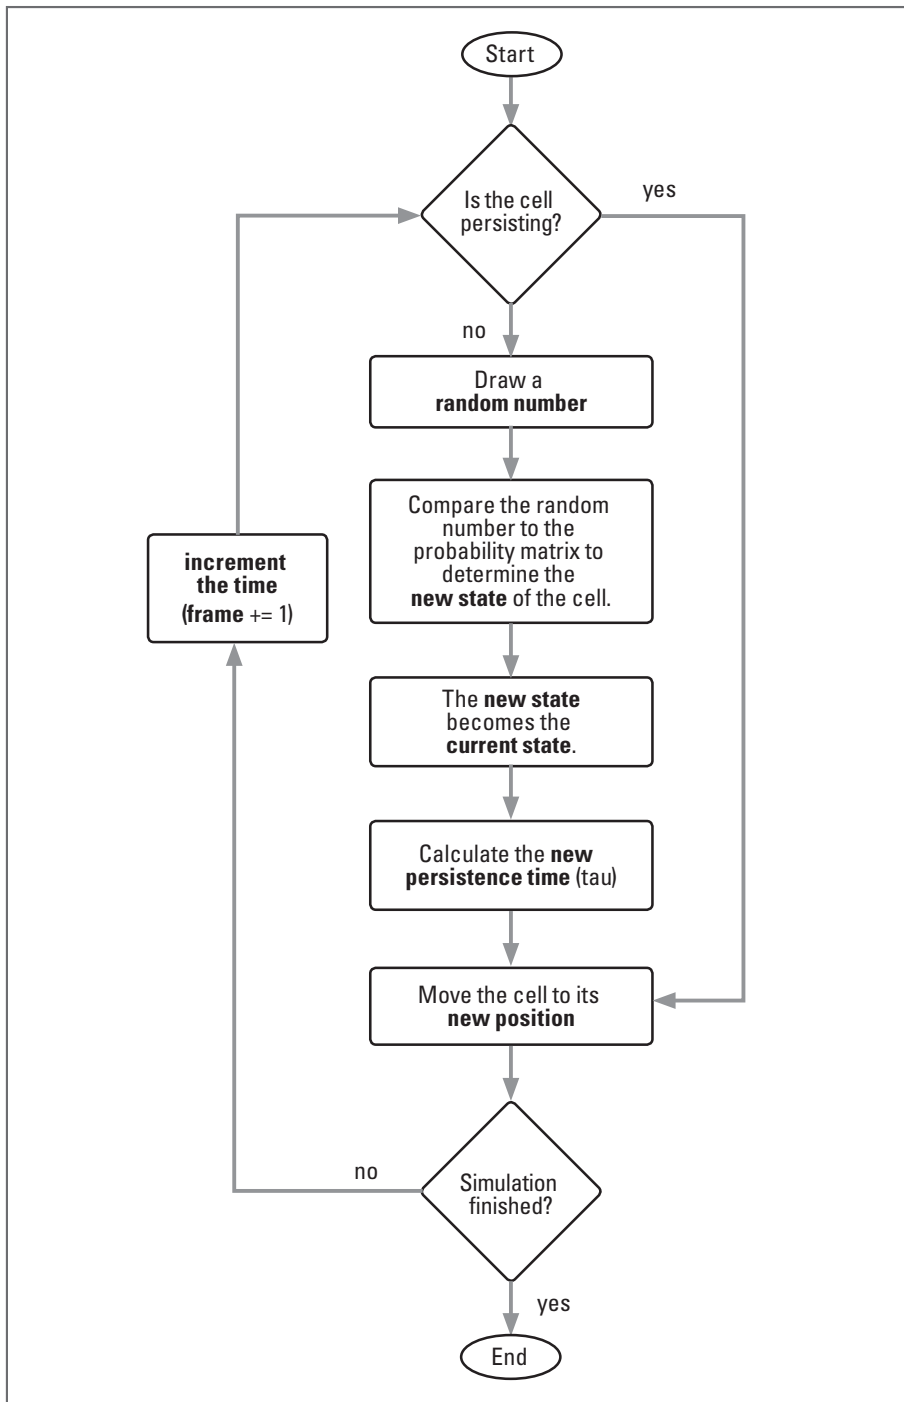 Start
Is the cell
persisting?
yes
no
Draw a
random number
Compare the random
number to the
probability matrix to
determine the
new state of the cell.
increment
the time
(frame += 1)
The new state
becomes the
current state.
Calculate the new
persistence time (tau)
Move the cell to its
new position
no
Simulation
finished?
yes
End